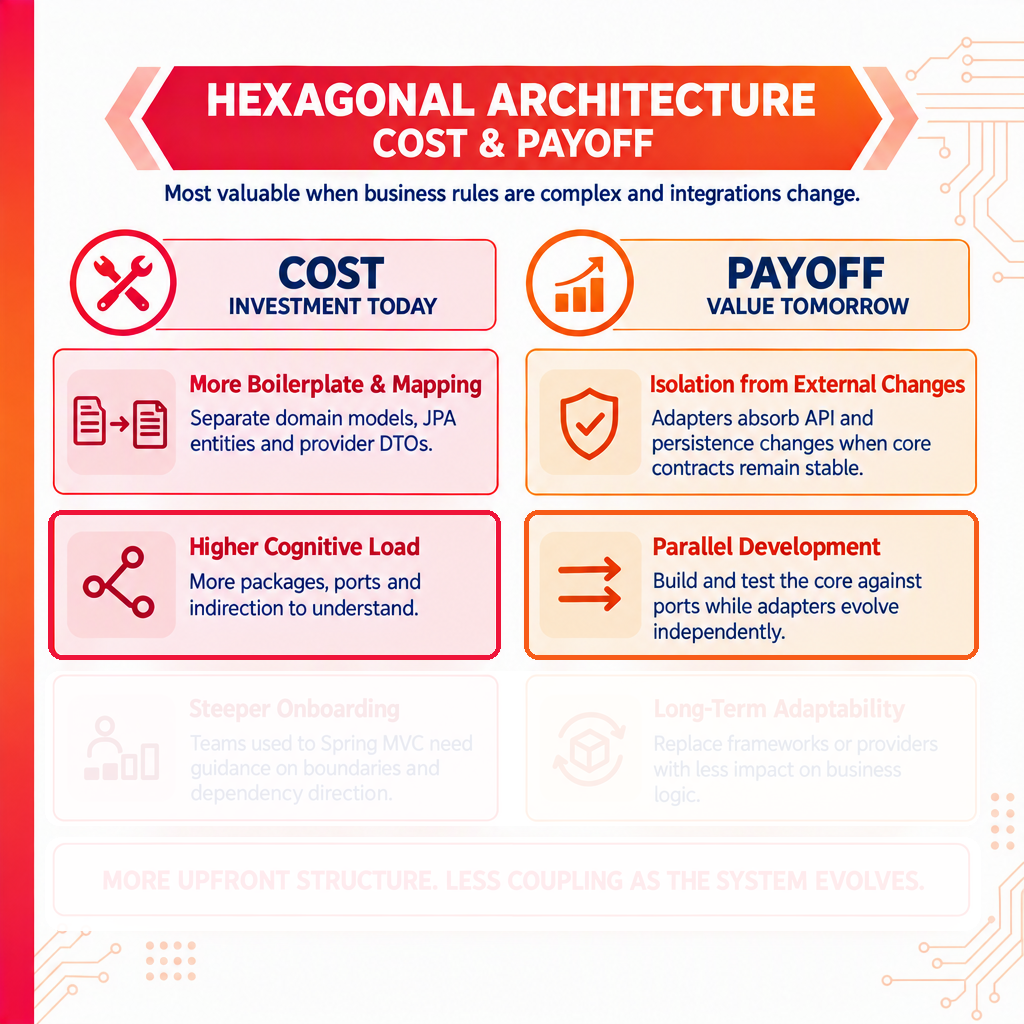 HEXAGONAL ARCHITECTURE
COST & PAYOFF
Most valuable when business rules are complex and integrations change.
COST
INVESTMENT TODAY
PAYOFF
VALUE TOMORROW
More Boilerplate & Mapping
Separate domain models, JPA
entities and provider DTOs.
Isolation from External Changes
Adapters absorb API and
persistence changes when core
contracts remain stable.
Higher Cognitive Load
More packages, ports and
indirection to understand.
Parallel Development
Build and test the core against
ports while adapters evolve
independently.
Steeper Onboarding
Teams used to Spring MVC need
guidance on boundaries and
dependency direction.
Long-Term Adaptability
Replace frameworks or providers
with less impact on business
logic.
MORE UPFRONT STRUCTURE. LESS COUPLING AS THE SYSTEM EVOLVES.